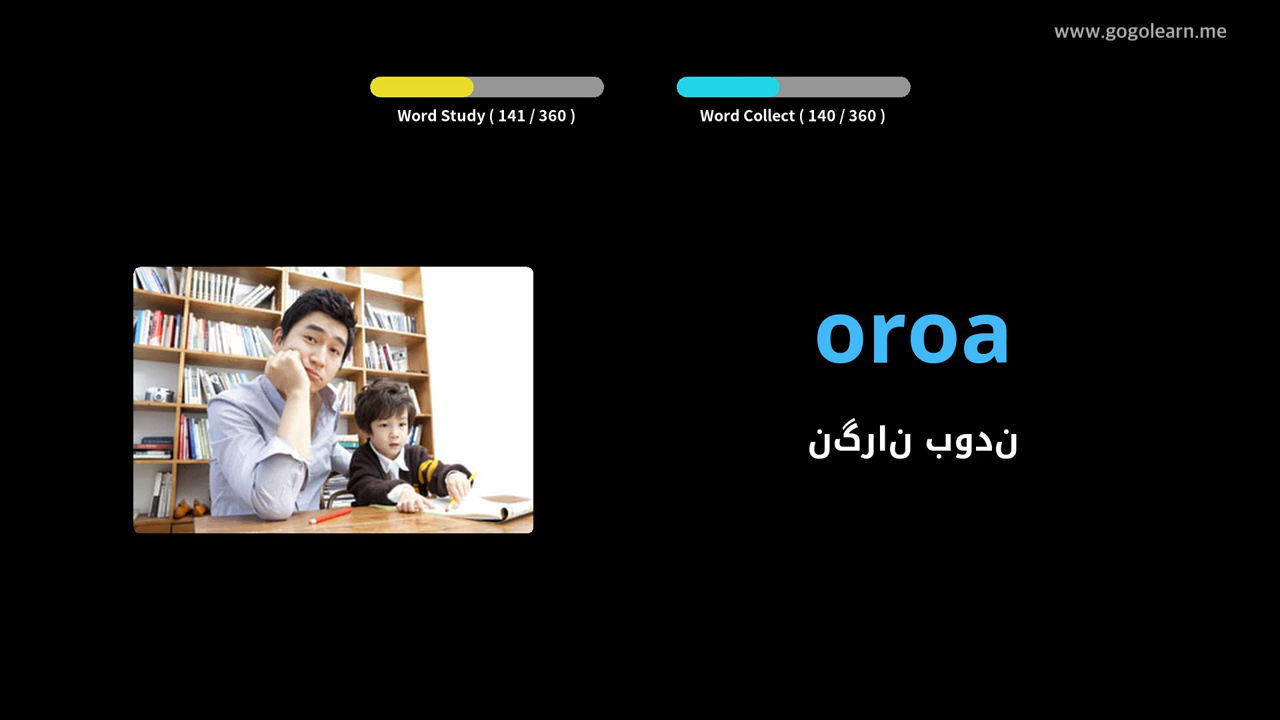 www.gogolearn.me
Word Study ( 141 / 360 )
Word Collect ( 140 / 360 )
oroa
نگران بودن